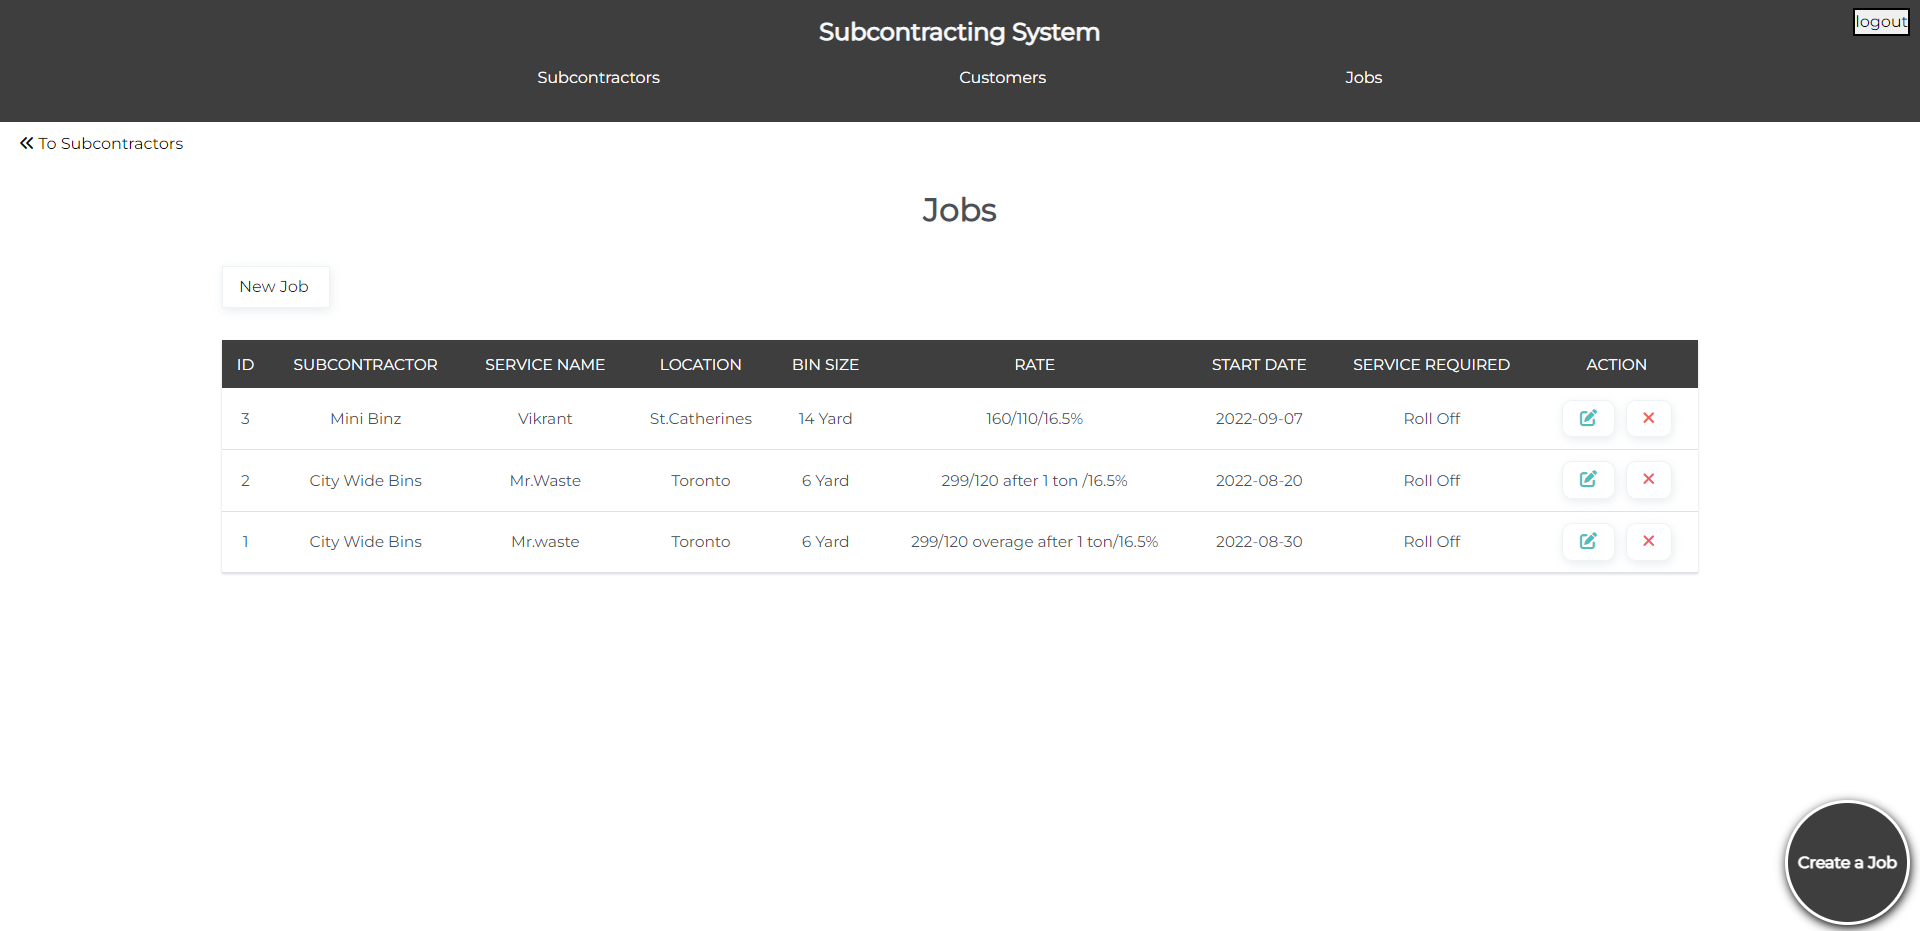 Subcontracting System
logout
Subcontractors Customers Jobs
To Subcontractors
Jobs
New Job
ID SUBCONTRACTOR SERVICE NAME LOCATION BIN SIZE RATE START DATE SERVICE REQUIRED ACTION
3 Mini Binz Vikrant St.Catherines 14 Yard 160/110/16.5% 2022-09-07 Roll Off
2 City Wide Bins Mr.Waste Toronto 6 Yard 299/120 after 1 ton /16.5% 2022-08-20 Roll Off
1 City Wide Bins Mr.waste Toronto 6 Yard 299/120 overage after 1 ton/16.5% 2022-08-30 Roll Off
Create a Job